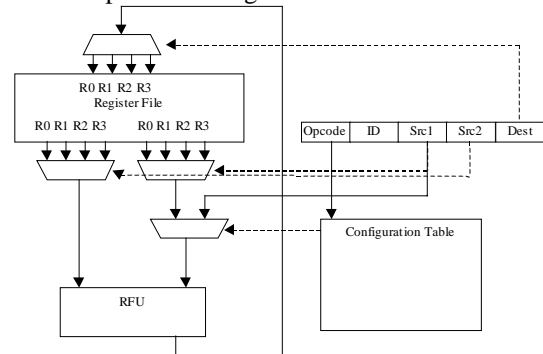 R0 R1 R2 R3
Register File
R0 R1 R2 R3 R0 R1 R2 R3
Opcode ID Src1 Src2 Dest
Configuration Table
RFU